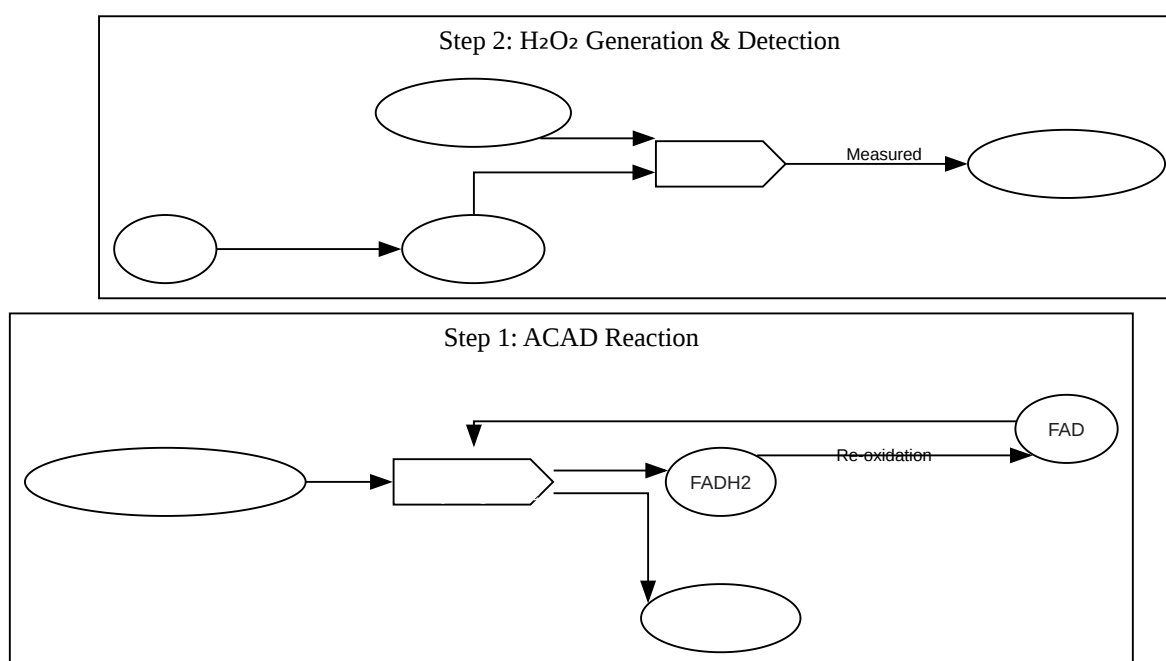 Step 2: H₂O₂ Generation & Detection
Measured
Step 1: ACAD Reaction
FAD
Re-oxidation
FADH2